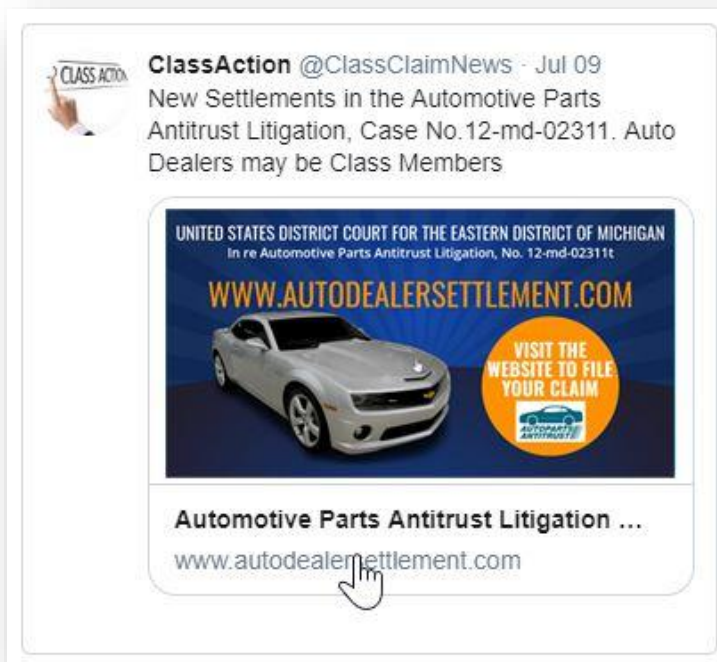 CLASS ACTION
ClassAction @ClassClaimNews · Jul 09
New Settlements in the Automotive Parts
Antitrust Litigation, Case No.12-md-02311. Auto
Dealers may be Class Members
UNITED STATES DISTRICT COURT FOR THE EASTERN DISTRICT OF MICHIGAN
In re Automotive Parts Antitrust Litigation, No. 12-md-02311t
WWW.AUTODEALERSETTLEMENT.COM
VISIT THE
WEBSITE TO FILE
YOUR CLAIM
AUTOPARTS
ANTITRUST
Automotive Parts Antitrust Litigation ...
www.autodealersettlement.com